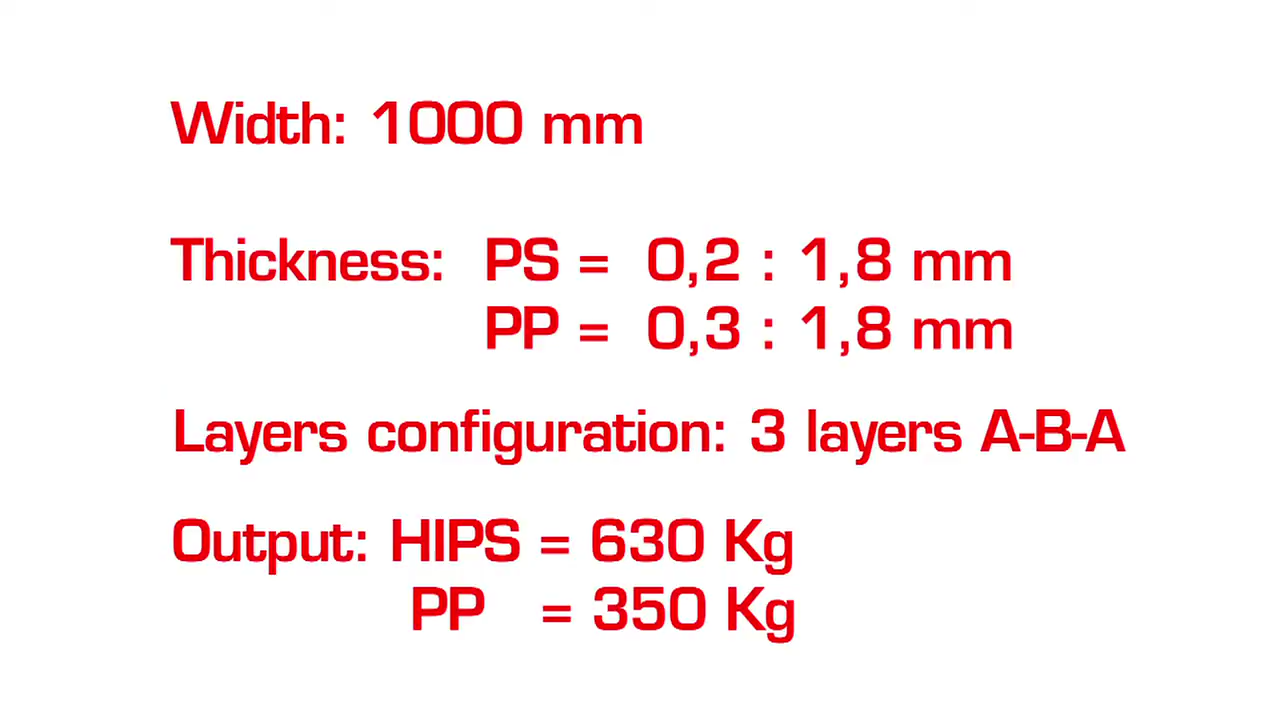 Width: 1000 mm
Thickness: PS = 0,2 : 1,8 mm
PP = 0,3 : 1,8 mm
Layers configuration: 3 layers A-B-A
Output: HIPS = 630 Kg
PP = 350 Kg